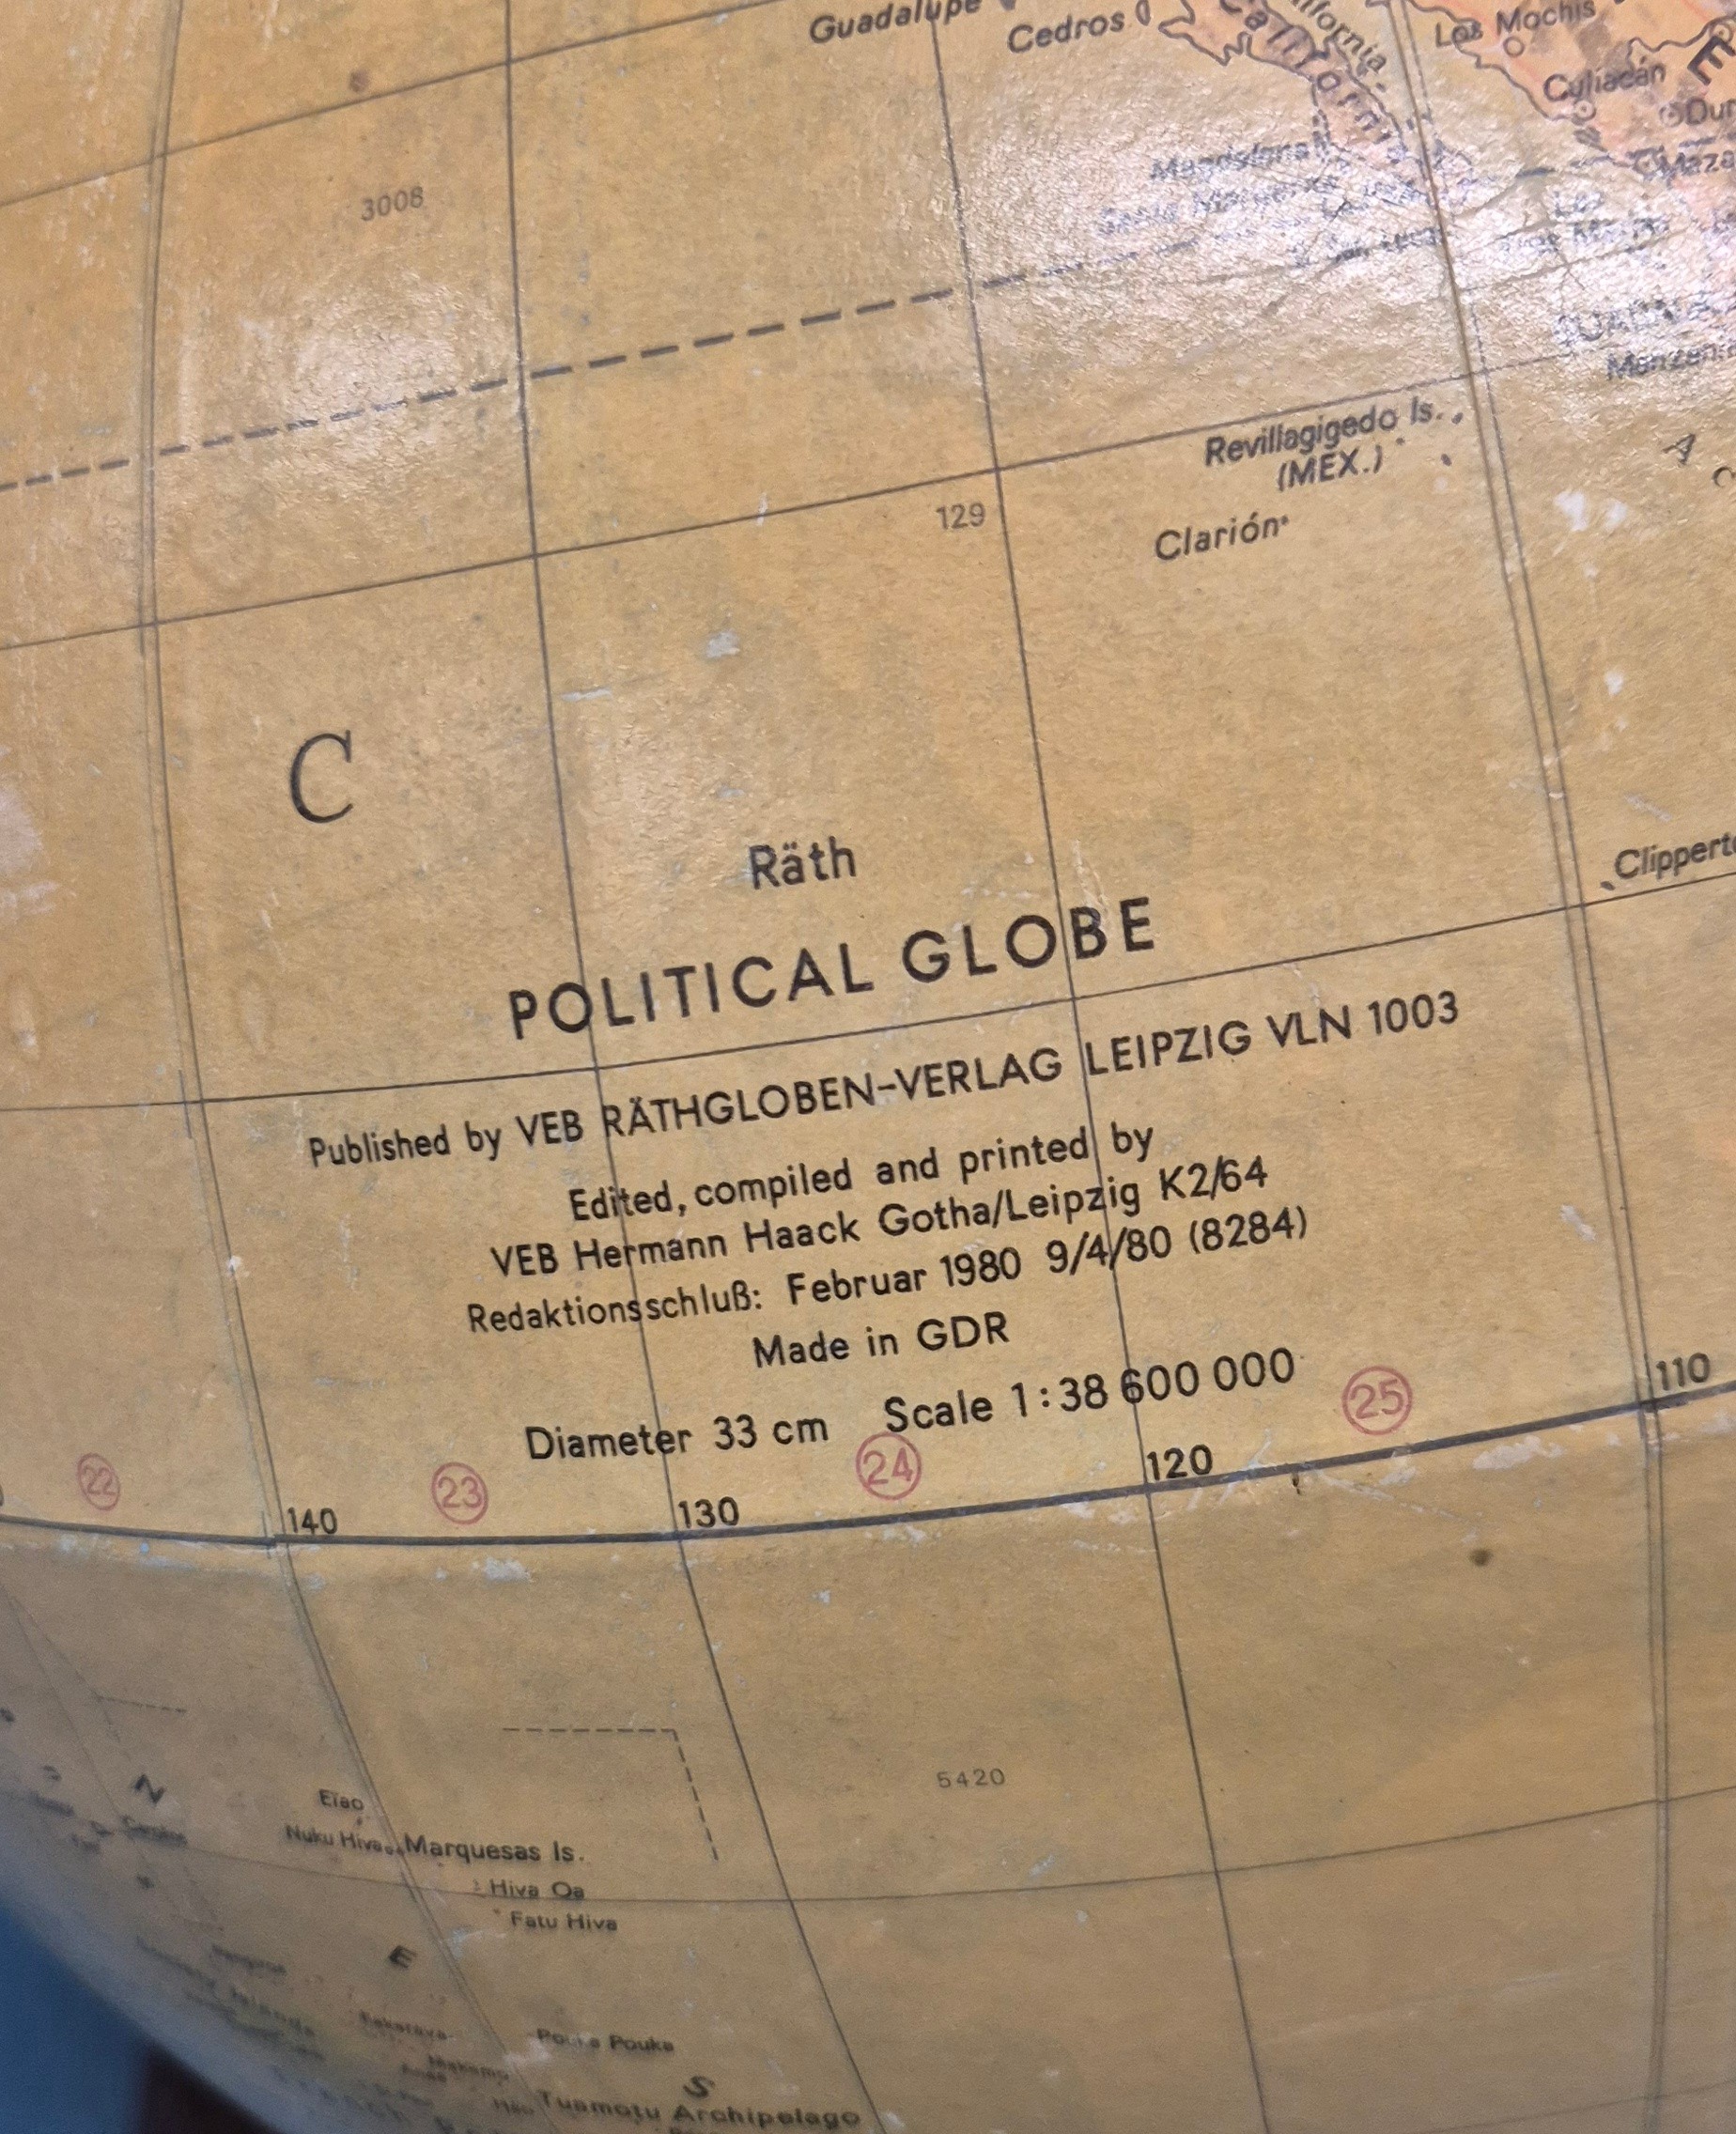 Guadalupe
Cedros
California
Los Mochis
Culiacán
3008
Revillagigedo Is.
(MEX.)
129
Clarión
C
Räth
POLITICAL GLOBE
Published by VEB RÄTHGLOBEN-VERLAG LEIPZIG VLN 1003
Edited, compiled and printed by
VEB Hermann Haack Gotha/Leipzig K2/64
Redaktionsschluß: Februar 1980 9/4/80 (8284)
Made in GDR
Diameter 33 cm Scale 1:38 600 000
22
23
24
25
140
130
120
110
N
5420
Eiao
Nuku Hiva
Marquesas Is.
Hiva Oa
Fatu Hiva
E
Pouka
S
Tuamotu Archipelago